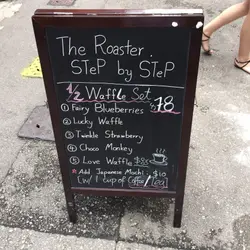 The Roaster
STeP by STeP
1/2 Waffle Set
① Fairy Blueberries $78
② Lucky Waffle
③ Twinkle Strawberry
④ Choco Monkey
⑤ Love Waffle $88
Add Japanese Mochi : $10
(w/ 1 cup of Coffee / Tea)